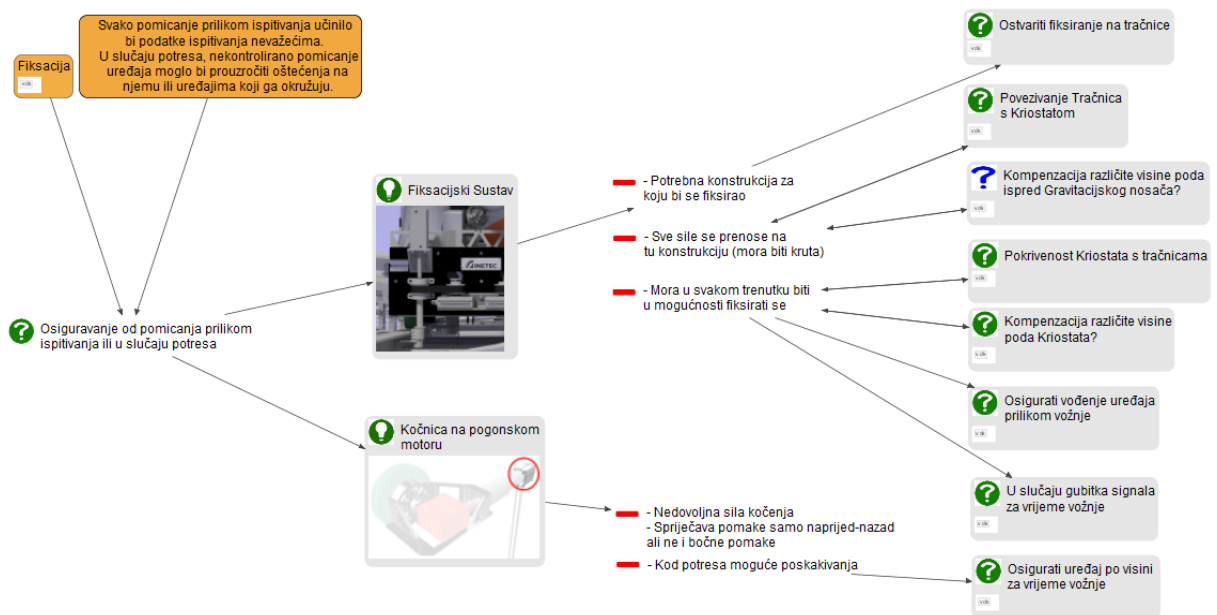 Fiksacija
Svako pomicanje prilikom ispitivanja učinilo
bi podatke ispitivanja nevažećima.
U slučaju potresa, nekontrolirano pomicanje
uređaja moglo bi prouzročiti oštećenja na
njemu ili uređajima koji ga okružuju.
Osiguravanje od pomicanja prilikom
ispitivanja ili u slučaju potresa
Fiksacijski Sustav
INETEC
Kočnica na pogonskom
motoru
- Potrebna konstrukcija za
koju bi se fiksirao
- Sve sile se prenose na
tu konstrukciju (mora biti kruta)
- Mora u svakom trenutku biti
u mogućnosti fiksirati se
- Nedovoljna sila kočenja
- Spriječava pomake samo naprijed-nazad
ali ne i bočne pomake
- Kod potresa moguće poskakivanja
Ostvariti fiksiranje na tračnice
Povezivanje Tračnica
s Kriostatom
Kompenzacija različite visine poda
ispred Gravitacijskog nosača?
Pokrivenost Kriostata s tračnicama
Kompenzacija različite visine
poda Kriostata?
Osigurati vođenje uređaja
prilikom vožnje
U slučaju gubitka signala
za vrijeme vožnje
Osigurati uređaj po visini
za vrijeme vožnje